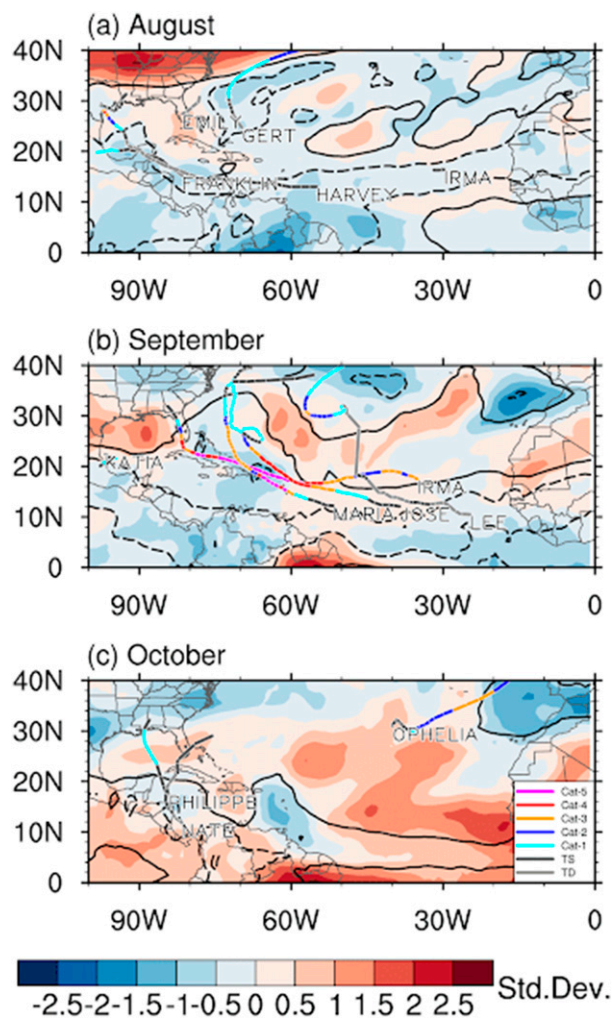 (a) August
40N
30N
20N
10N
0
EMILY
GERT
FRANKLIN
HARVEY
IRMA
90W 60W 30W 0
(b) September
40N
30N
20N
10N
0
KATIA
IRMA
MARIA JOSE
LEE
90W 60W 30W 0
(c) October
40N
30N
20N
10N
0
OPHELIA
PHILIPPE
NATE
Cat-5
Cat-4
Cat-3
Cat-2
Cat-1
TS
TD
90W 60W 30W 0
-2.5 -2 -1.5 -1 -0.5 0 0.5 1 1.5 2 2.5 Std.Dev.